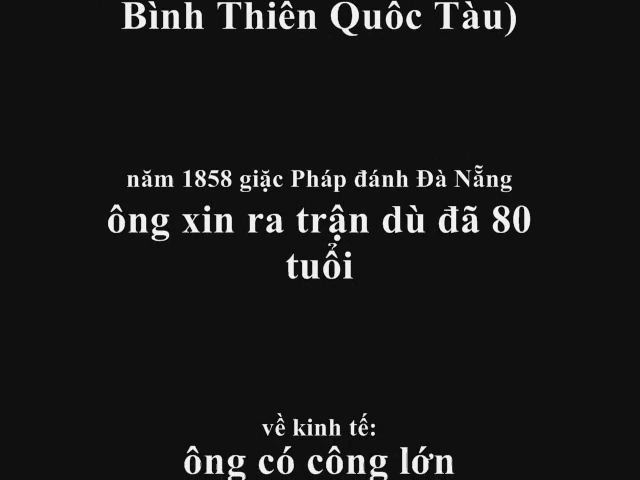 Bình Thiên Quốc Tàu)
năm 1858 giặc Pháp đánh Đà Nẵng
ông xin ra trận dù đã 80
tuổi
về kinh tế:
ông có công lớn